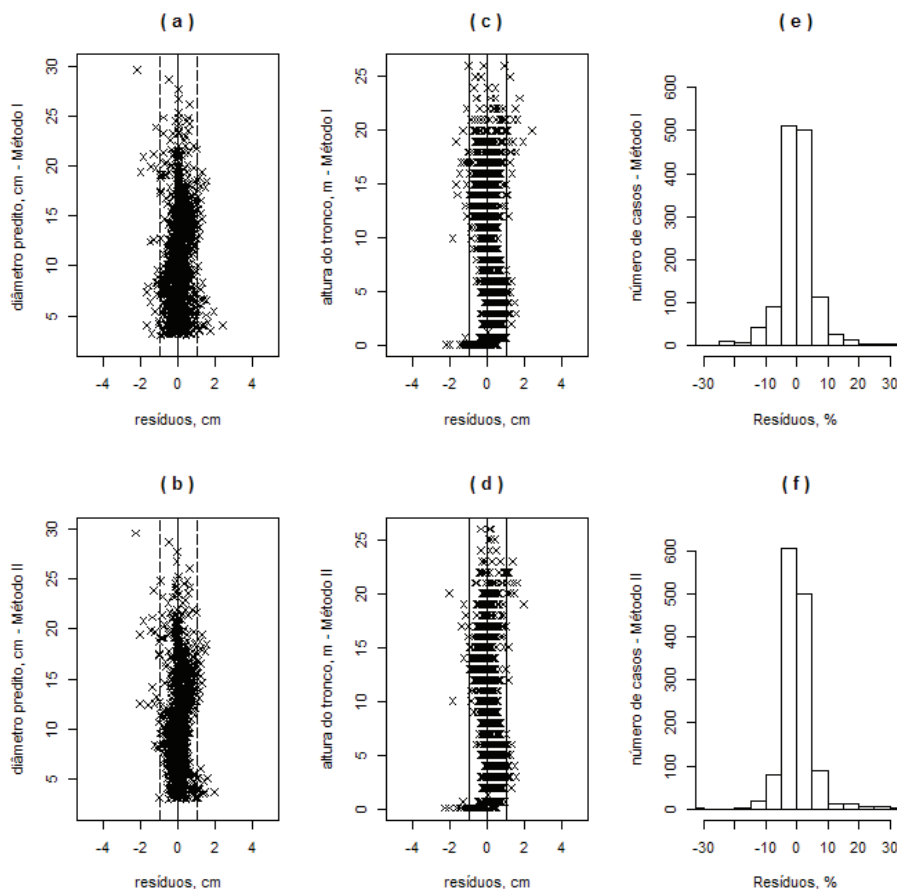 ( a )
diâmetro predito, cm - Método I
30
25
20
15
10
5
-4 -2 0 2 4
resíduos, cm
( c )
altura do tronco, m - Método I
25
20
15
10
5
0
-4 -2 0 2 4
resíduos, cm
( e )
número de casos - Método I
600
500
400
300
200
100
0
-30 -10 0 10 30
Resíduos, %
( b )
diâmetro predito, cm - Método II
30
25
20
15
10
5
-4 -2 0 2 4
resíduos, cm
( d )
altura do tronco, m - Método II
25
20
15
10
5
0
-4 -2 0 2 4
resíduos, cm
( f )
número de casos - Método II
600
500
400
300
200
100
0
-30 -10 0 10 30
Resíduos, %